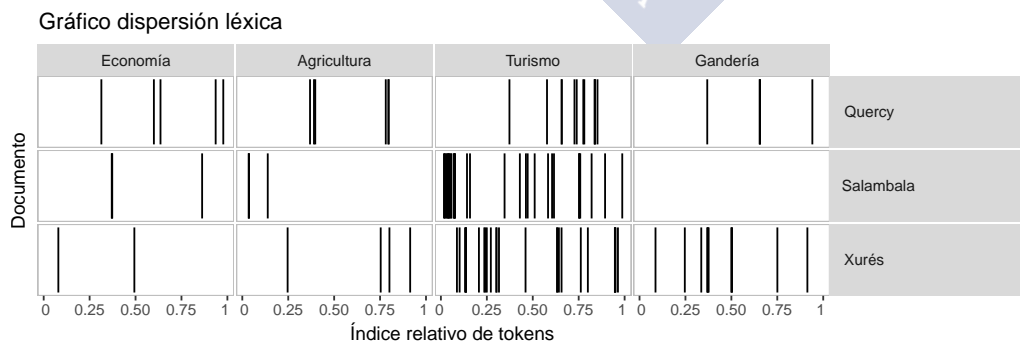 Gráfico dispersión léxica
Economía Agricultura Turismo Gandería
Quercy
Salambala
Xurés
Documento
0 0.25 0.50 0.75 1 0 0.25 0.50 0.75 1 0 0.25 0.50 0.75 1 0 0.25 0.50 0.75 1
Índice relativo de tokens